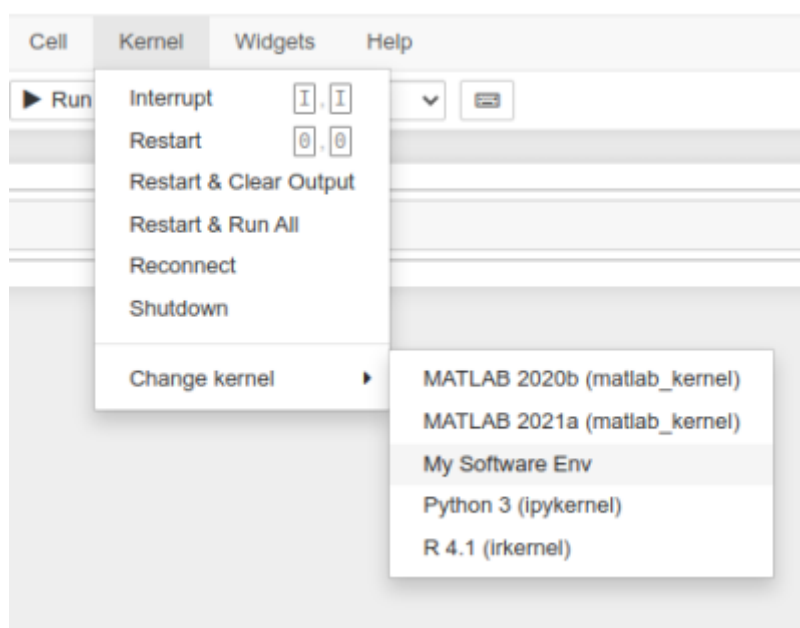 Cell Kernel Widgets Help
Run
Interrupt I,I
Restart 0,0
Restart & Clear Output
Restart & Run All
Reconnect
Shutdown
Change kernel
MATLAB 2020b (matlab_kernel)
MATLAB 2021a (matlab_kernel)
My Software Env
Python 3 (ipykernel)
R 4.1 (irkernel)